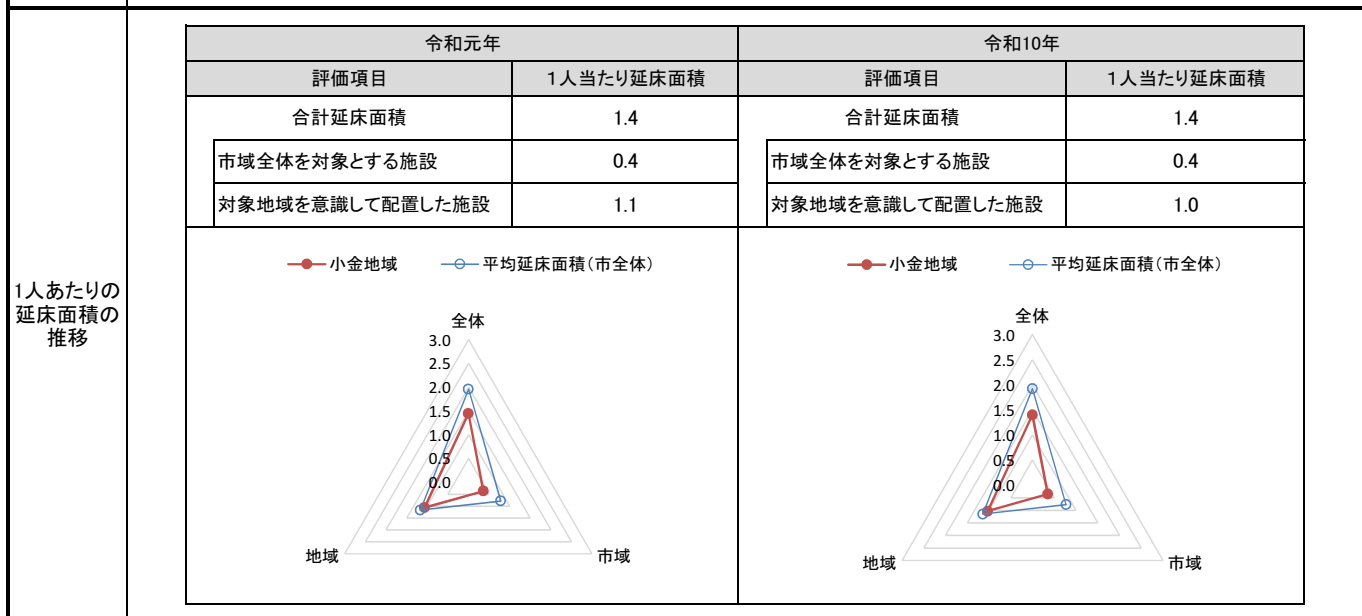 令和元年 令和10年
評価項目 1人当たり延床面積 評価項目 1人当たり延床面積
合計延床面積 1.4 合計延床面積 1.4
市域全体を対象とする施設 0.4 市域全体を対象とする施設 0.4
対象地域を意識して配置した施設 1.1 対象地域を意識して配置した施設 1.0
1人あたりの
延床面積の
推移
小金地域 平均延床面積(市全体)
全体
3.0
2.5
2.0
1.5
1.0
0.5
0.0
地域 市域
小金地域 平均延床面積(市全体)
全体
3.0
2.5
2.0
1.5
1.0
0.5
0.0
地域 市域